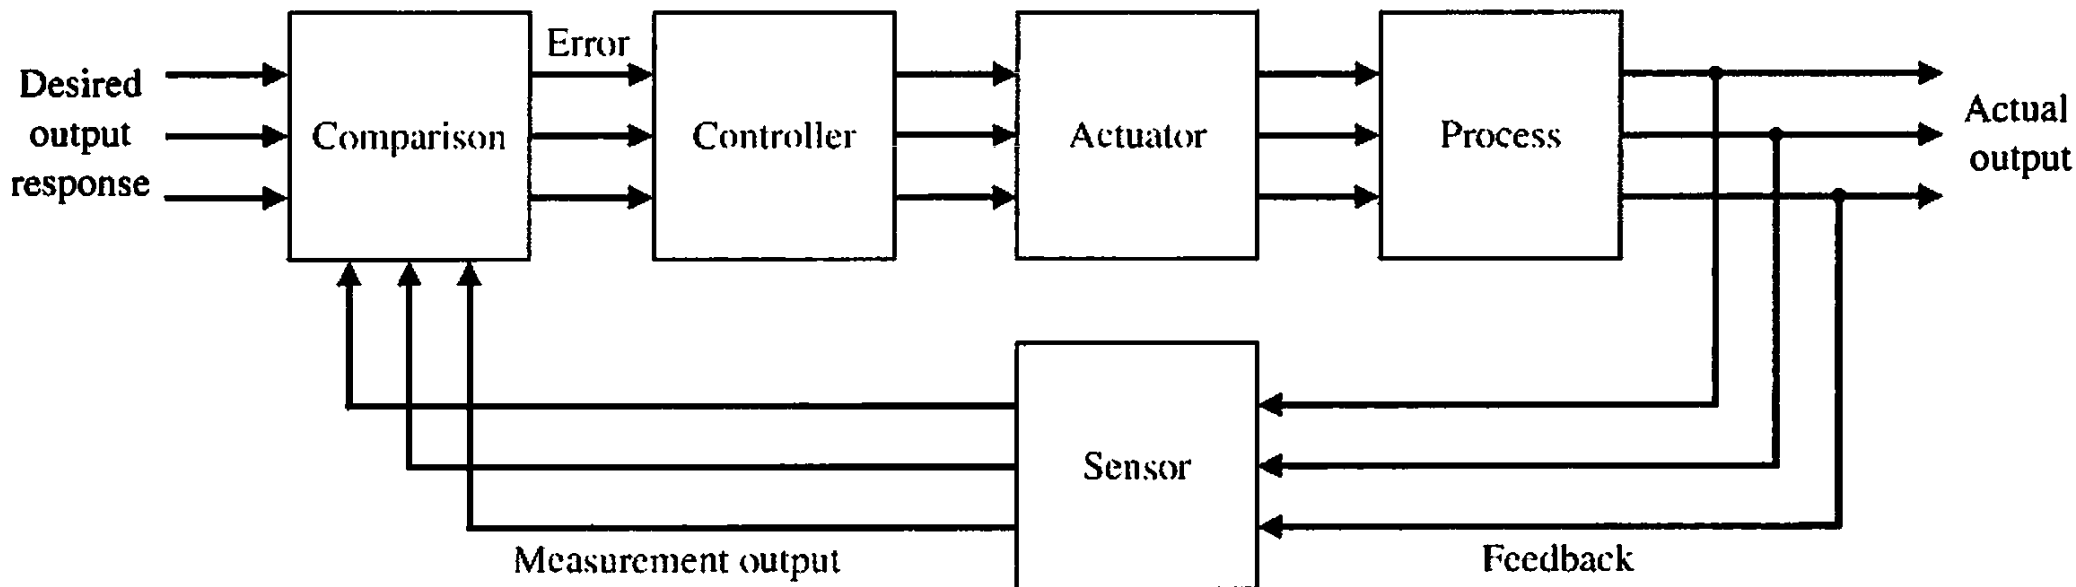 Desired
output
response
Comparison
Error
Controller
Actuator
Process
Actual
output
Sensor
Measurement output
Feedback